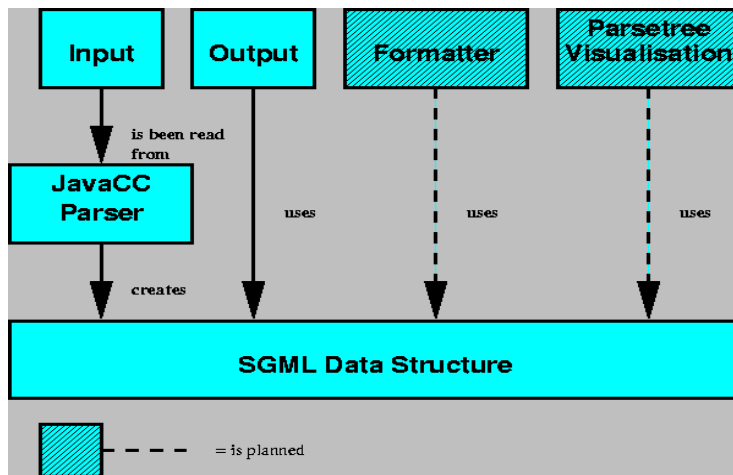 Input
Output
Formatter
Parsetree
Visualisation
is been read
from
JavaCC
Parser
uses
uses
uses
creates
SGML Data Structure
= is planned